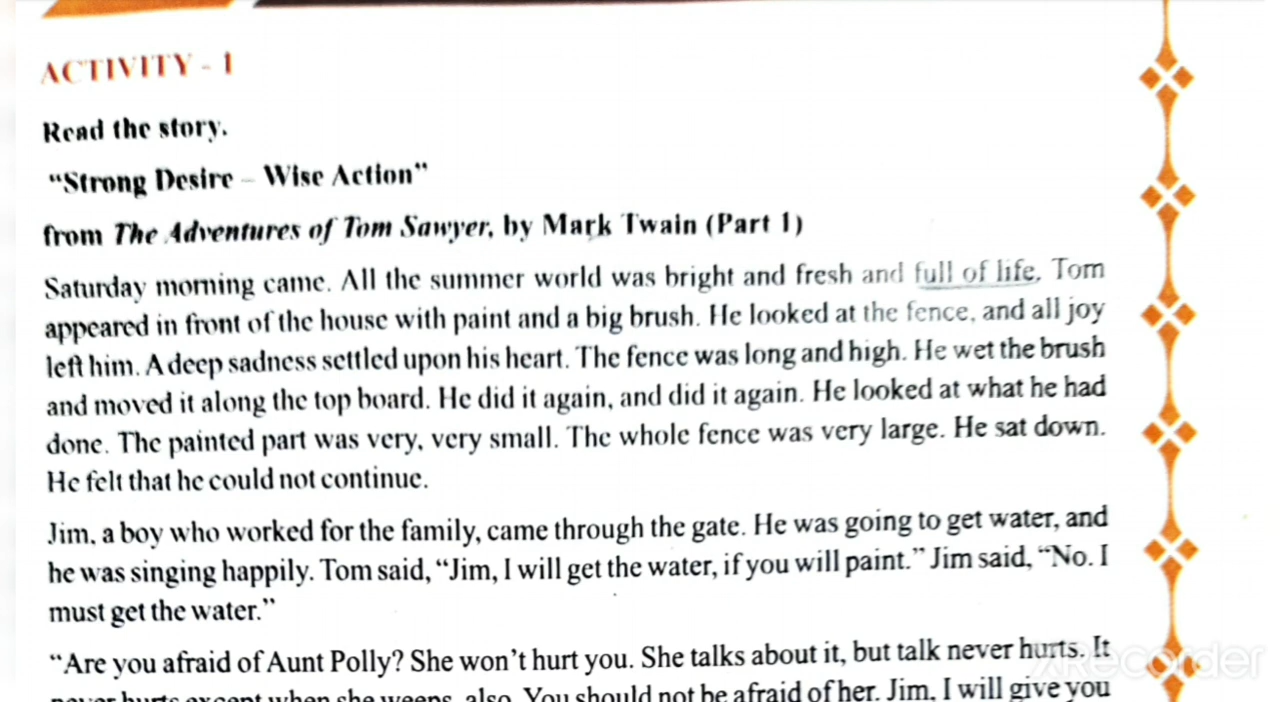 ACTIVITY - 1
Read the story.
“Strong Desire – Wise Action”
from The Adventures of Tom Sawyer, by Mark Twain (Part 1)
Saturday morning came. All the summer world was bright and fresh and full of life. Tom
appeared in front of the house with paint and a big brush. He looked at the fence, and all joy
left him. A deep sadness settled upon his heart. The fence was long and high. He wet the brush
and moved it along the top board. He did it again, and did it again. He looked at what he had
done. The painted part was very, very small. The whole fence was very large. He sat down.
He felt that he could not continue.
Jim, a boy who worked for the family, came through the gate. He was going to get water, and
he was singing happily. Tom said, “Jim, I will get the water, if you will paint.” Jim said, “No. I
must get the water.”
“Are you afraid of Aunt Polly? She won’t hurt you. She talks about it, but talk never hurts. It
never hurts except when she weeps, also. You should not be afraid of her. Jim, I will give you
XRecorder